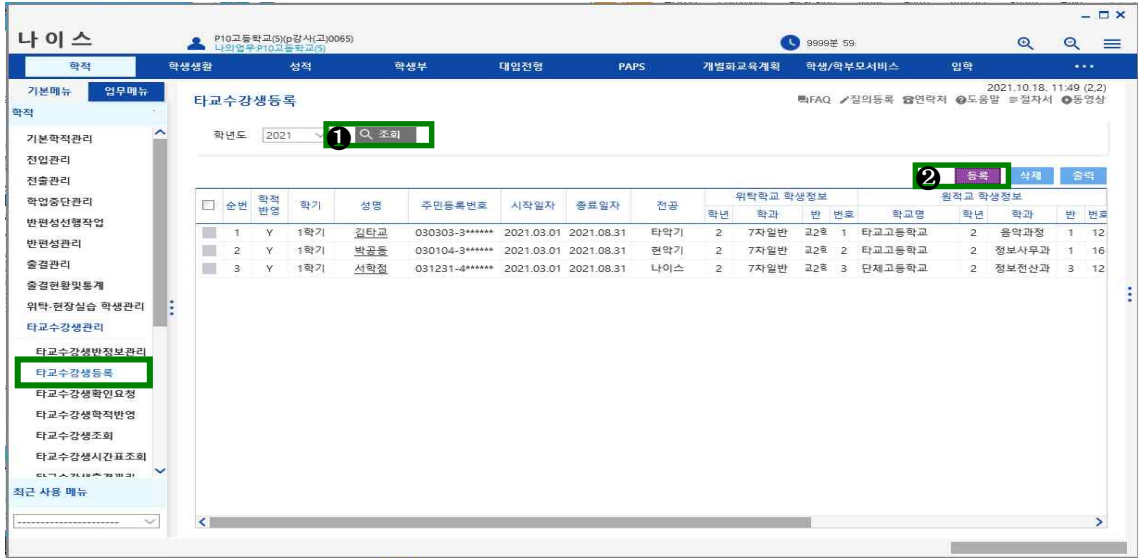 나이스
P10고등학교(5)(p강사(고)0065)
나의업무:P10고등학교(5)
9999분 59.
학적 학생생활 성적 학생부 대입전형 PAPS 개별화교육계획 학생/학부모서비스 입학 ...
기본메뉴 업무메뉴
학적
기본학적관리
전입관리
전출관리
학업중단관리
반편성선행작업
반편성관리
출결관리
출결현황및통계
위탁·현장실습 학생관리
타교수강생관리
타교수강생반정보관리
타교수강생등록
타교수강생확인요청
타교수강생학적반영
타교수강생조회
타교수강생시간표조회
최근 사용 메뉴
----------------------
2021.10.18. 11:49 (2,2)
타교수강생등록
FAQ 질의등록 연락처 도움말 절차서 동영상
학년도 2021 ❶ 조회
❷ 등록 삭제 출력
순번 학적반영 학기 성명 주민등록번호 시작일자 종료일자 전공 위탁학교 학생정보 원적교 학생정보
학년 학과 반 번호 학교명 학년 학과 반 번호
1 Y 1학기 김타교 030303-3****** 2021.03.01 2021.08.31 타악기 2 7자일반 교2호 1 타교고등학교 2 음악과정 1 12
2 Y 1학기 박공동 030104-3****** 2021.03.01 2021.08.31 현악기 2 7자일반 교2호 2 타교고등학교 2 정보사무과 1 16
3 Y 1학기 서학점 031231-4****** 2021.03.01 2021.08.31 나이스 2 7자일반 교2호 3 단체고등학교 2 정보전산과 3 12